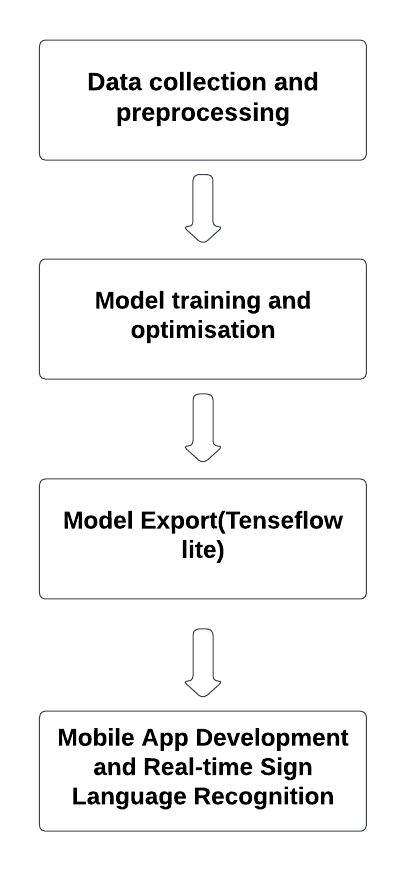 Data collection and
preprocessing
Model training and
optimisation
Model Export(Tenseflow
lite)
Mobile App Development
and Real-time Sign
Language Recognition